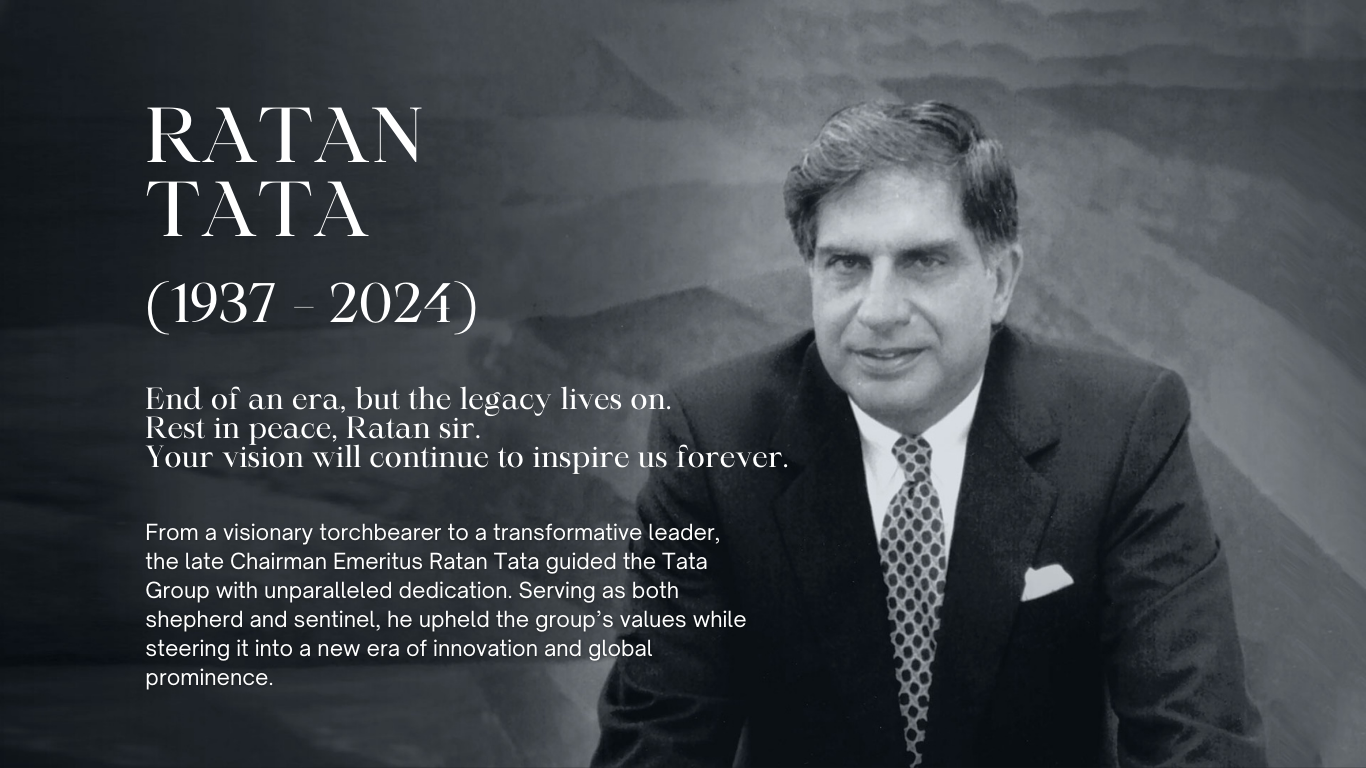 RATAN
TATA
(1937 - 2024)
End of an era, but the legacy lives on.
Rest in peace, Ratan sir.
Your vision will continue to inspire us forever.
From a visionary torchbearer to a transformative leader,
the late Chairman Emeritus Ratan Tata guided the Tata
Group with unparalleled dedication. Serving as both
shepherd and sentinel, he upheld the group’s values while
steering it into a new era of innovation and global
prominence.